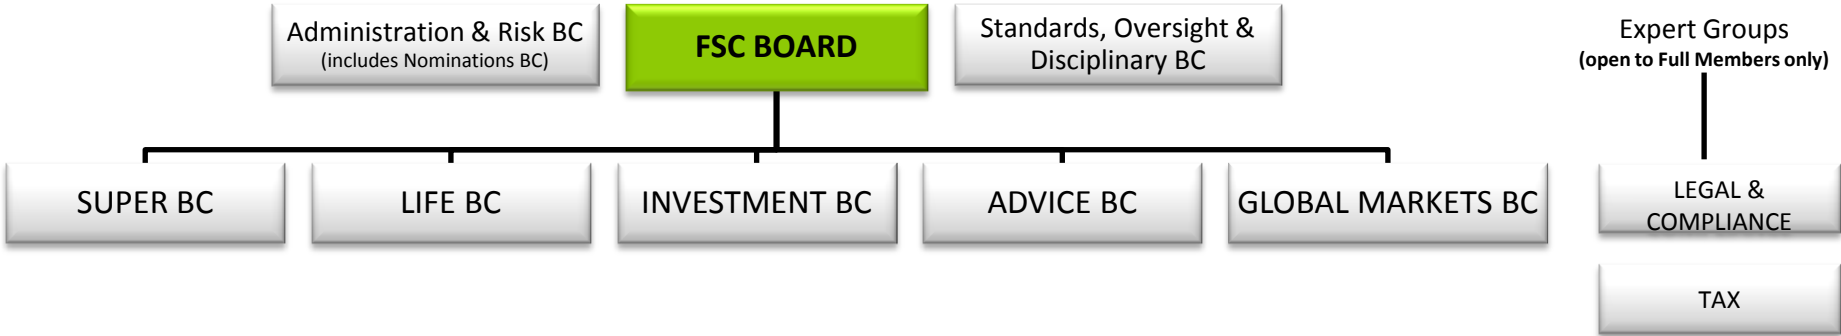 Administration & Risk BC
(includes Nominations BC)
FSC BOARD
Standards, Oversight &
Disciplinary BC
Expert Groups
(open to Full Members only)
SUPER BC
LIFE BC
INVESTMENT BC
ADVICE BC
GLOBAL MARKETS BC
LEGAL &
COMPLIANCE
TAX